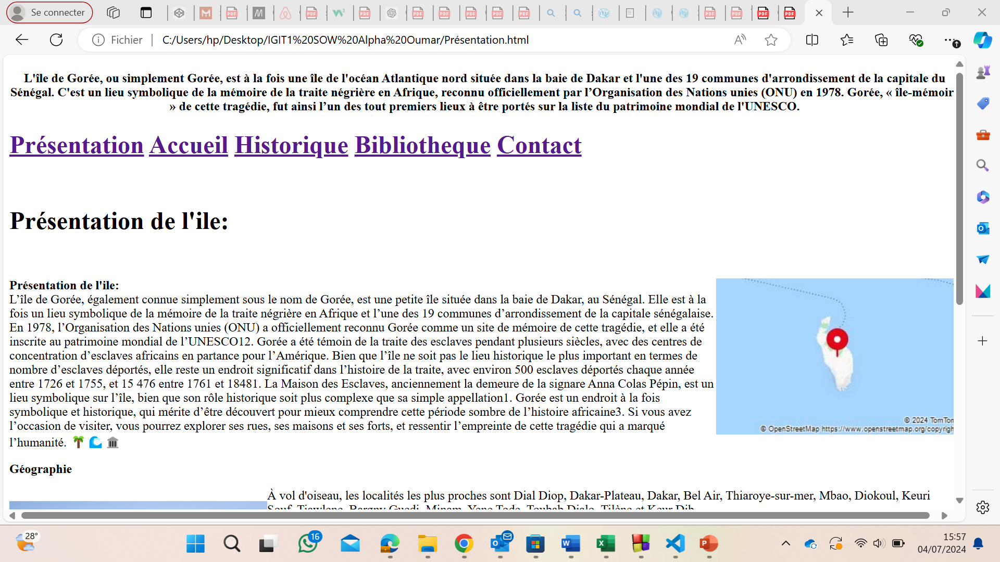 Se connecter
Fichier
C:/Users/hp/Desktop/IGIT1%20SOW%20Alpha%20Oumar/Présentation.html
L'île de Gorée, ou simplement Gorée, est à la fois une île de l'océan Atlantique nord située dans la baie de Dakar et l'une des 19 communes d'arrondissement de la capitale du
Sénégal. C'est un lieu symbolique de la mémoire de la traite négrière en Afrique, reconnu officiellement par l’Organisation des Nations unies (ONU) en 1978. Gorée, « île-mémoir
» de cette tragédie, fut ainsi l’un des tout premiers lieux à être portés sur la liste du patrimoine mondial de l'UNESCO.
Présentation Accueil Historique Bibliotheque Contact
Présentation de l'ile:
Présentation de l'ile:
L’île de Gorée, également connue simplement sous le nom de Gorée, est une petite île située dans la baie de Dakar, au Sénégal. Elle est à la
fois un lieu symbolique de la mémoire de la traite négrière en Afrique et l’une des 19 communes d’arrondissement de la capitale sénégalaise.
En 1978, l’Organisation des Nations unies (ONU) a officiellement reconnu Gorée comme un site de mémoire de cette tragédie, et elle a été
inscrite au patrimoine mondial de l’UNESCO12. Gorée a été témoin de la traite des esclaves pendant plusieurs siècles, avec des centres de
concentration d’esclaves africains en partance pour l’Amérique. Bien que l’île ne soit pas le lieu historique le plus important en termes de
nombre d’esclaves déportés, elle reste un endroit significatif dans l’histoire de la traite, avec environ 500 esclaves déportés chaque année
entre 1726 et 1755, et 15 476 entre 1761 et 18481. La Maison des Esclaves, anciennement la demeure de la signare Anna Colas Pépin, est un
lieu symbolique sur l’île, bien que son rôle historique soit plus complexe que sa simple appellation1. Gorée est un endroit à la fois
symbolique et historique, qui mérite d’être découvert pour mieux comprendre cette période sombre de l’histoire africaine3. Si vous avez
l’occasion de visiter, vous pourrez explorer ses rues, ses maisons et ses forts, et ressentir l’empreinte de cette tragédie qui a marqué
l’humanité. 🌴 🌊 🏛️
© 2024 TomTom
© OpenStreetMap https://www.openstreetmap.org/copyrigh
Géographie
À vol d'oiseau, les localités les plus proches sont Dial Diop, Dakar-Plateau, Dakar, Bel Air, Thiaroye-sur-mer, Mbao, Diokoul, Keuri
Souf, Tiawlene, Bargny Guedj, Minam, Yene Tode, Toubab Dialo, Tilène et Keur Dib
28°
16
15:57
04/07/2024